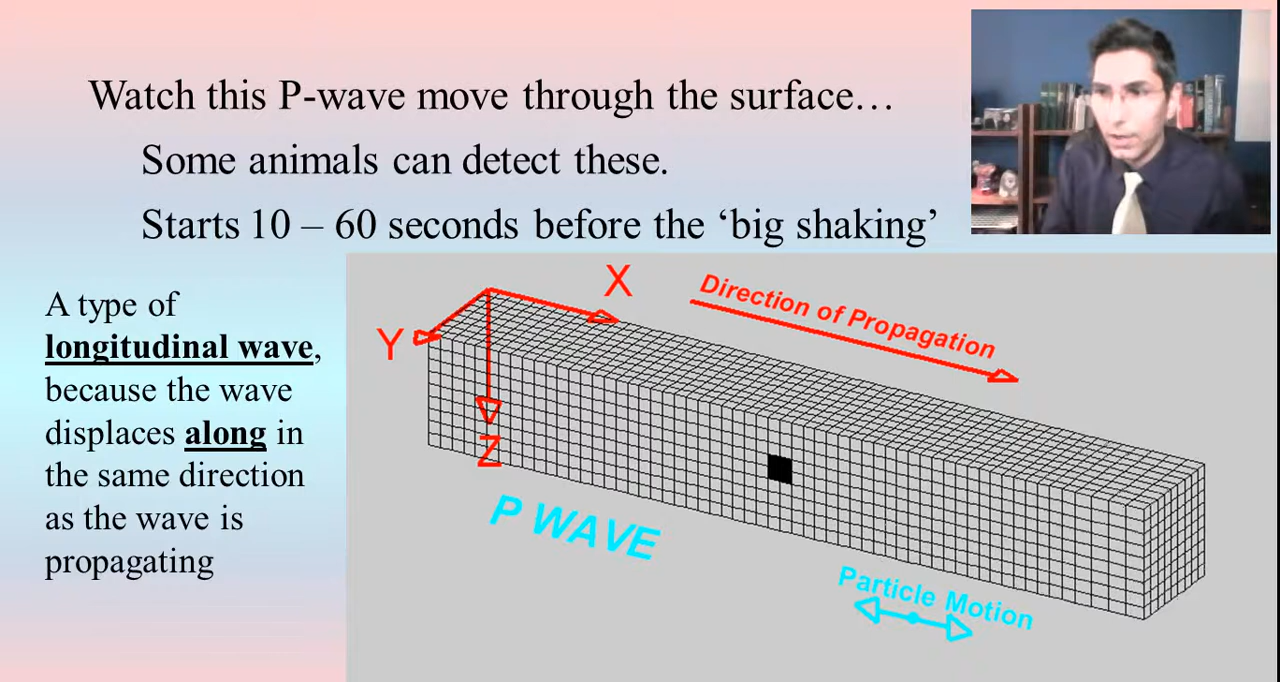 Watch this P-wave move through the surface…
Some animals can detect these.
Starts 10 – 60 seconds before the ‘big shaking’
A type of
longitudinal wave,
because the wave
displaces along in
the same direction
as the wave is
propagating
X
Y
Z
Direction of Propagation
P WAVE
Particle Motion